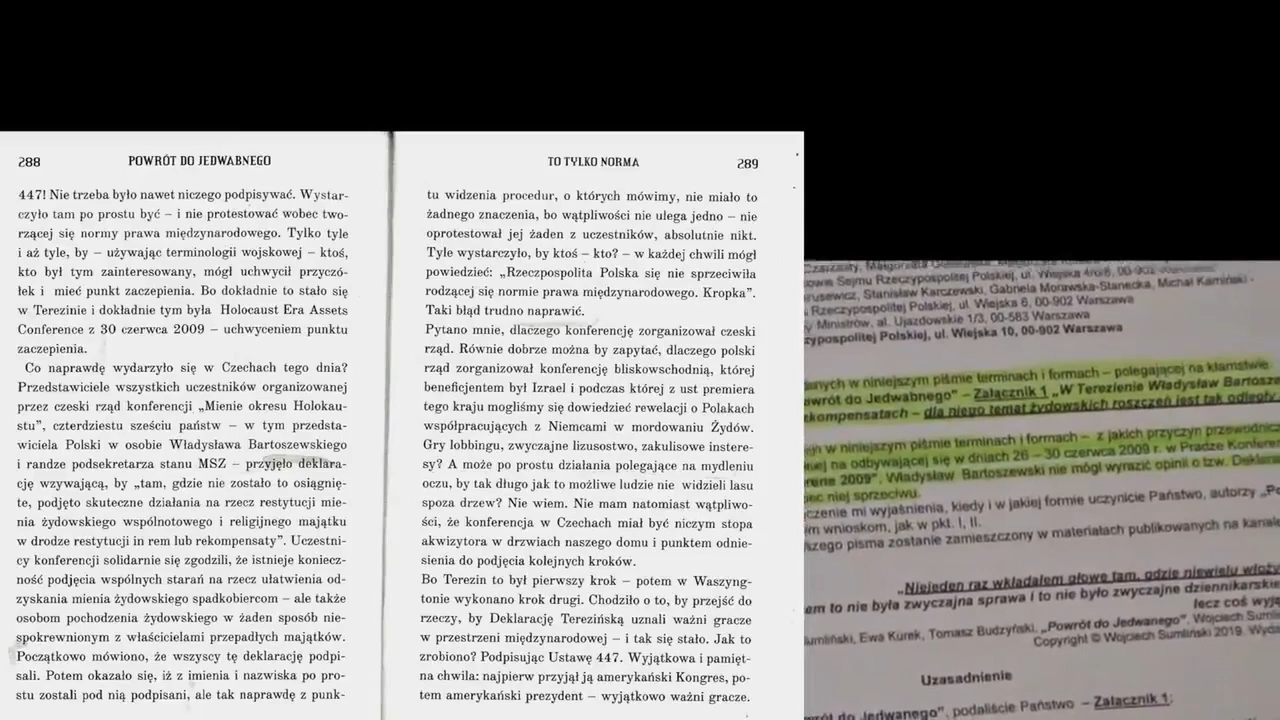 288
POWRÓT DO JEDWABNEGO
447! Nie trzeba było nawet niczego podpisywać. Wystar-
czyło tam po prostu być – i nie protestować wobec two-
rzącej się normy prawa międzynarodowego. Tylko tyle
i aż tyle, by – używając terminologii wojskowej – ktoś,
kto był tym zainteresowany, mógł uchwycił przyczó-
łek i mieć punkt zaczepienia. Bo dokładnie to stało się
w Terezinie i dokładnie tym była Holocaust Era Assets
Conference z 30 czerwca 2009 – uchwyceniem punktu
zaczepienia.
Co naprawdę wydarzyło się w Czechach tego dnia?
Przedstawiciele wszystkich uczestników organizowanej
przez czeski rząd konferencji „Mienie okresu Holokau-
stu”, czterdziestu sześciu państw – w tym przedsta-
wiciela Polski w osobie Władysława Bartoszewskiego
i randze podsekretarza stanu MSZ – przyjęło deklara-
cję wzywającą, by „tam, gdzie nie zostało to osiągnię-
te, podjęto skuteczne działania na rzecz restytucji mie-
nia żydowskiego wspólnotowego i religijnego majątku
w drodze restytucji in rem lub rekompensaty”. Uczestni-
cy konferencji solidarnie się zgodzili, że istnieje koniecz-
ność podjęcia wspólnych starań na rzecz ułatwienia od-
zyskania mienia żydowskiego spadkobiercom – ale także
osobom pochodzenia żydowskiego w żaden sposób nie-
spokrewnionym z właścicielami przepadłych majątków.
Początkowo mówiono, że wszyscy tę deklarację podpi-
sali. Potem okazało się, iż z imienia i nazwiska po pro-
stu zostali pod nią podpisani, ale tak naprawdę z punk-
TO TYLKO NORMA
289
tu widzenia procedur, o których mówimy, nie miało to
żadnego znaczenia, bo wątpliwości nie ulega jedno – nie
oprotestował jej żaden z uczestników, absolutnie nikt.
Tyle wystarczyło, by ktoś – kto? – w każdej chwili mógł
powiedzieć: „Rzeczpospolita Polska się nie sprzeciwiła
rodzącej się normie prawa międzynarodowego. Kropka”.
Taki błąd trudno naprawić.
Pytano mnie, dlaczego konferencję zorganizował czeski
rząd. Równie dobrze można by zapytać, dlaczego polski
rząd zorganizował konferencję bliskowschodnią, której
beneficjentem był Izrael i podczas której z ust premiera
tego kraju mogliśmy się dowiedzieć rewelacji o Polakach
współpracujących z Niemcami w mordowaniu Żydów.
Gry lobbingu, zwyczajne lizusostwo, zakulisowe intere-
sy? A może po prostu działania polegające na mydleniu
oczu, by tak długo jak to możliwe ludzie nie widzieli lasu
spoza drzew? Nie wiem. Nie mam natomiast wątpliwo-
ści, że konferencja w Czechach miał być niczym stopa
akwizytora w drzwiach naszego domu i punktem odnie-
sienia do podjęcia kolejnych kroków.
Bo Terezin to był pierwszy krok – potem w Waszyng-
tonie wykonano krok drugi. Chodziło o to, by przejść do
rzeczy, by Deklarację Terezińską uznali ważni gracze
w przestrzeni międzynarodowej – i tak się stało. Jak to
zrobiono? Podpisując Ustawę 447. Wyjątkowa i pamięt-
na chwila: najpierw przyjął ją amerykański Kongres, po-
tem amerykański prezydent – wyjątkowo ważni gracze.
Sejmu Rzeczypospolitej Polskiej, ul. Wiejska 4/6/8, 00-902
Stanisław Karczewski, Gabriela Morawska-Stanecka, Michał Kamiński -
Rzeczypospolitej Polskiej, ul. Wiejska 6, 00-902 Warszawa
Ministrów, al. Ujazdowskie 1/3, 00-583 Warszawa
Polskiej, ul. Wiejska 10, 00-902 Warszawa
w niniejszym piśmie terminach i formach – polegającej na kłamstwie
do Jedwabnego” – Załącznik 1 „W Terezienie Władysław
– dla niego temat żydowskich roszczeń jest tak odległy
w niniejszym piśmie terminach i formach – z jakich przyczyn
na odbywającej się w dniach 26 – 30 czerwca 2009 r. w Pradze
2009”, Władysław Bartoszewski nie mógł wyrazić opinii o tzw.
niej sprzeciwu.
mi wyjaśnienia, kiedy i w jakiej formie uczynicie Państwo, autorzy
wnioskom, jak w pkt. I, II.
pisma zostanie zamieszczony w materiałach publikowanych na
„Niejeden raz wkładałem głowę tam, gdzie niewielu
to nie była zwyczajna sprawa i to nie było zwyczajne
lecz coś
Ewa Kurek, Tomasz Budzyński, „Powrót do Jedwabnego”, Wojciech
Copyright © Wojciech Sumliński 2019.
Uzasadnienie
Jedwabnego”, podaliście Państwo – Załącznik 1: